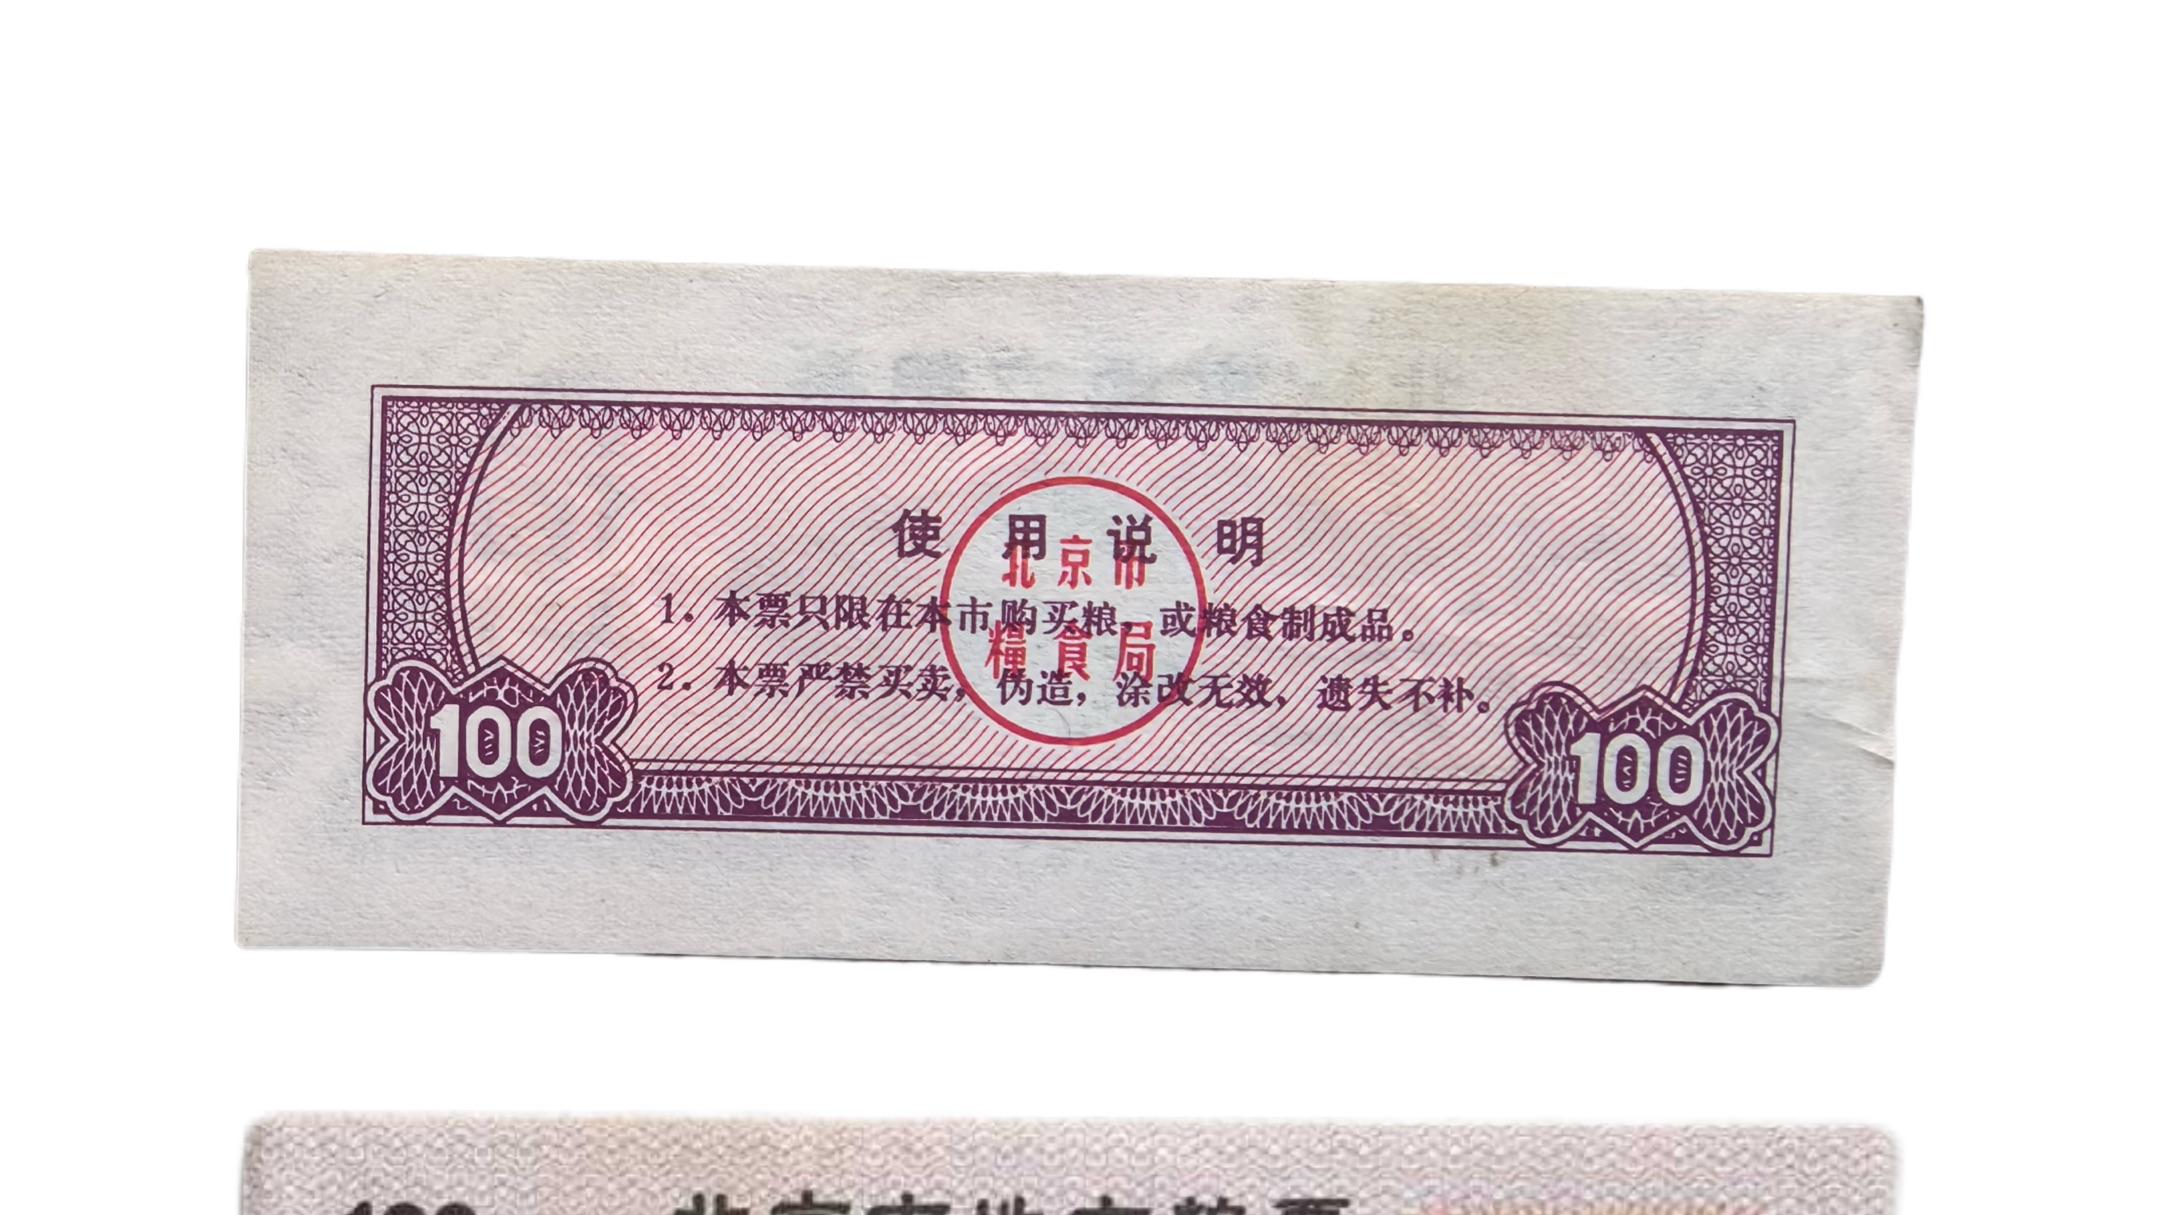 使用说明
北京市
1. 本票只限在本市购买粮、或粮食制成品。
糧食局
2. 本票严禁买卖，伪造，涂改无效，遗失不补。
100
100